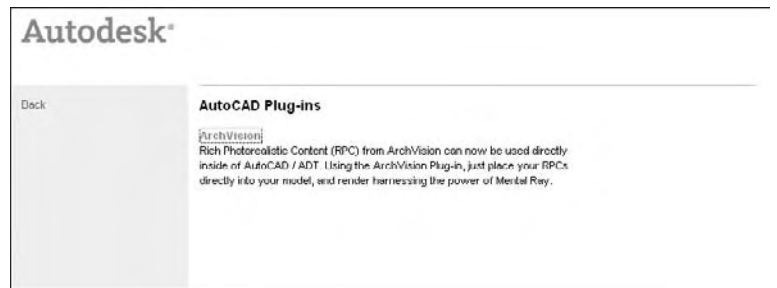 Autodesk®
Back
AutoCAD Plug-ins
ArchVision
Rich Photorealistic Content (RPC) from ArchVision can now be used directly
inside of AutoCAD / ADT. Using the ArchVision Plug-in, just place your RPCs
directly into your model, and render harnessing the power of Mental Ray.